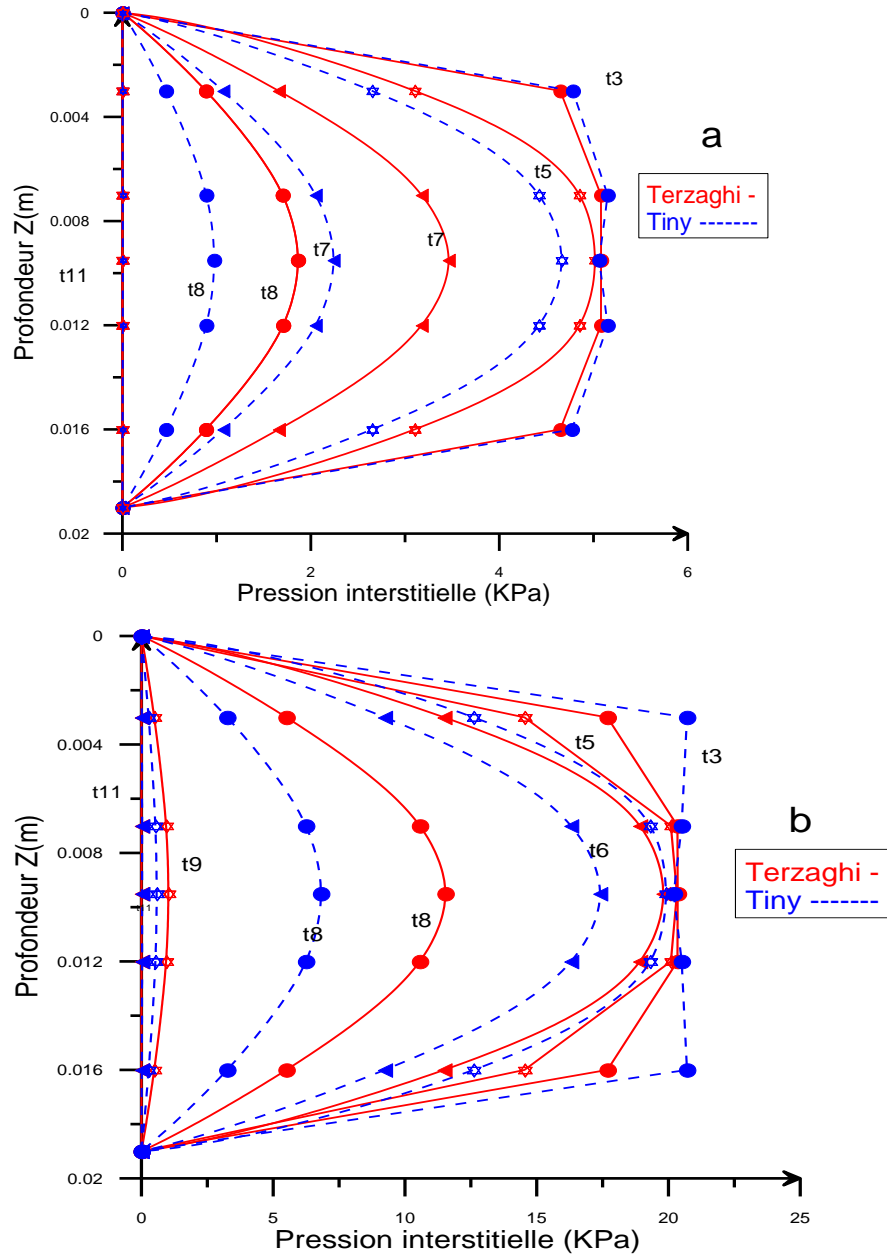 0
t3
a
0.004
t5
Terzaghi -
Tiny -------
Profondeur Z(m)
0.008
t7
t7
t11
t8
t8
0.012
0.016
0.02
0 2 4 6
Pression interstitielle (KPa)
0
0.004
t5
t3
t11
b
Profondeur Z(m)
0.008
t6
t9
Terzaghi -
Tiny -------
t8
t8
0.012
0.016
0.02
0 5 10 15 20 25
Pression interstitielle (KPa)